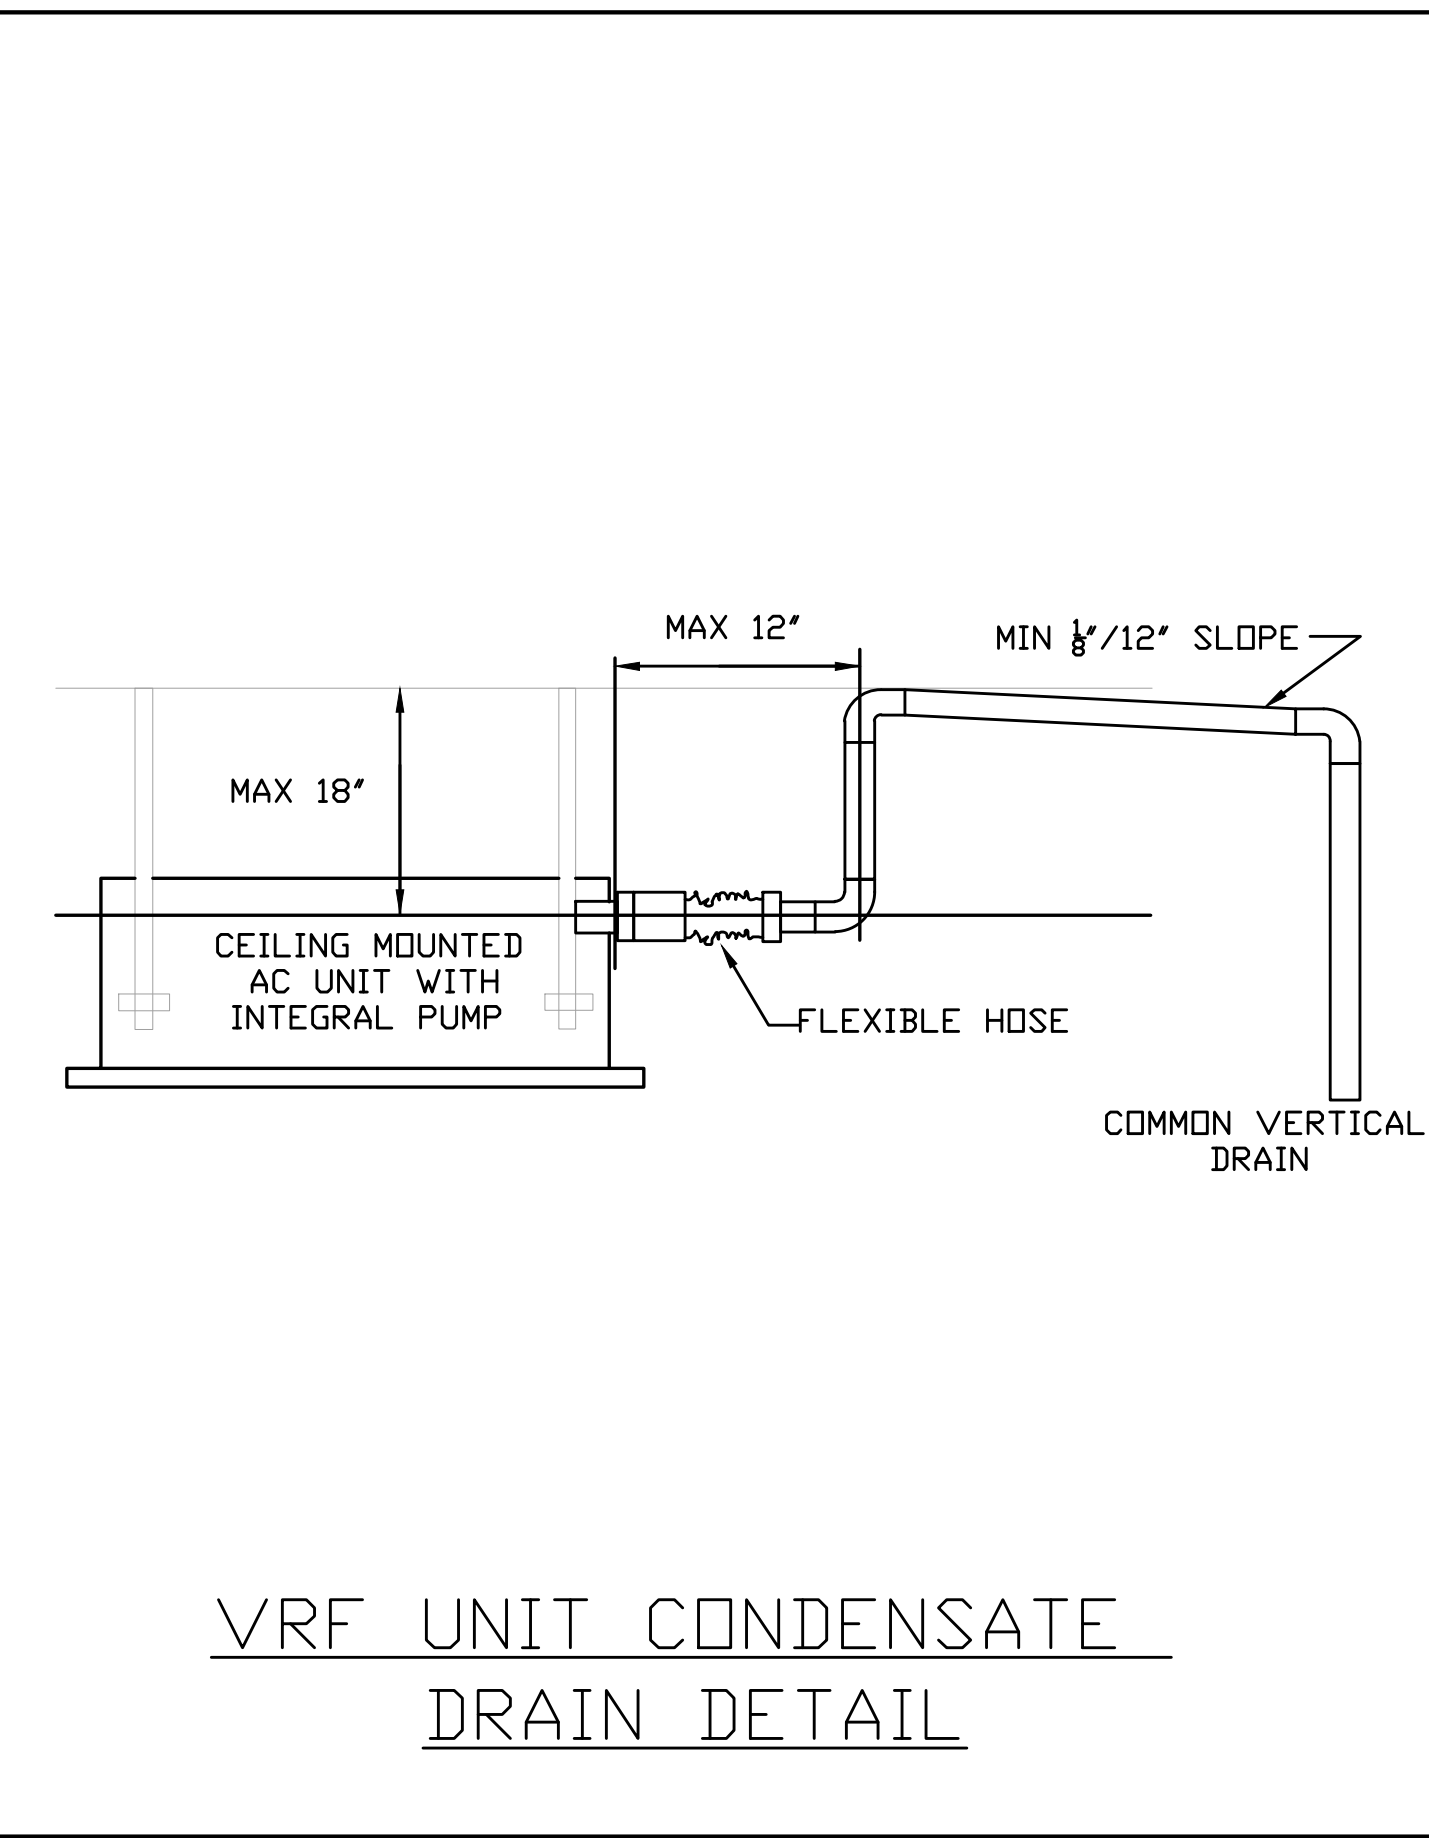 MAX 12"
MIN 1/8"/12" SLOPE
MAX 18"
CEILING MOUNTED
AC UNIT WITH
INTEGRAL PUMP
FLEXIBLE HOSE
COMMON VERTICAL
DRAIN
VRF UNIT CONDENSATE
DRAIN DETAIL